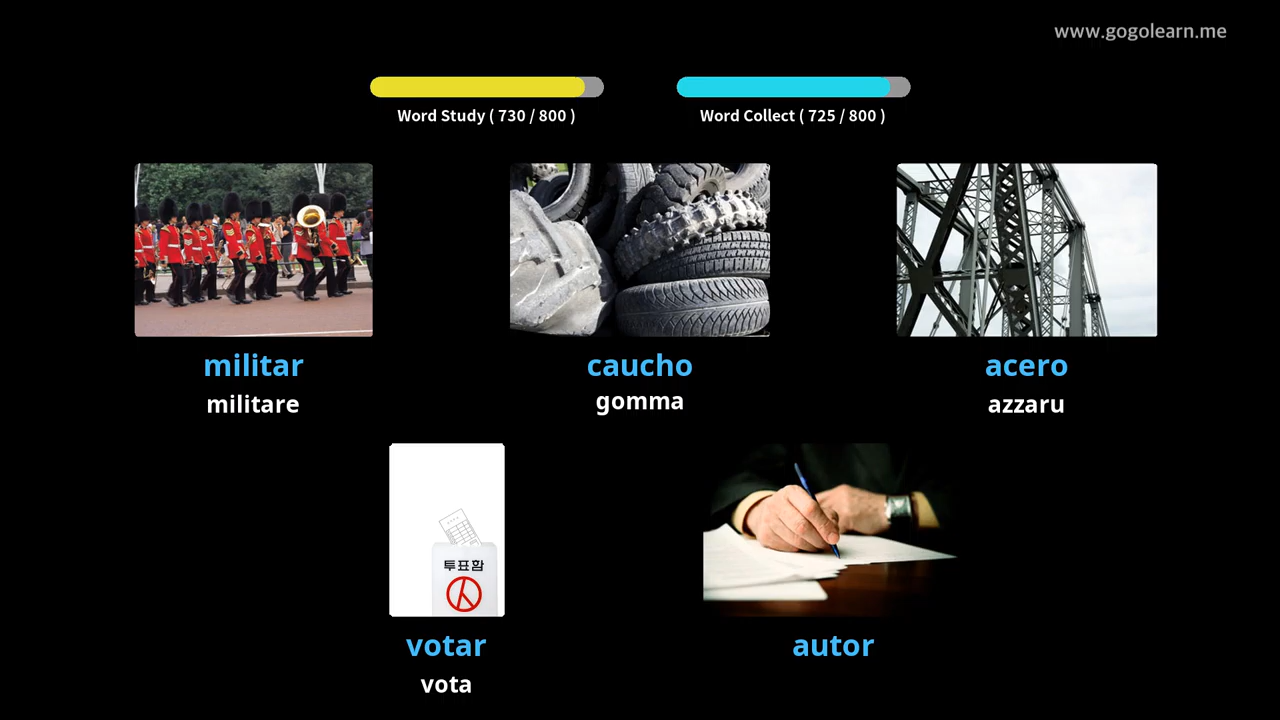 www.gogolearn.me
Word Study ( 730 / 800 )
Word Collect ( 725 / 800 )
militar
militare
caucho
gomma
acero
azzaru
투표함
votar
vota
autor